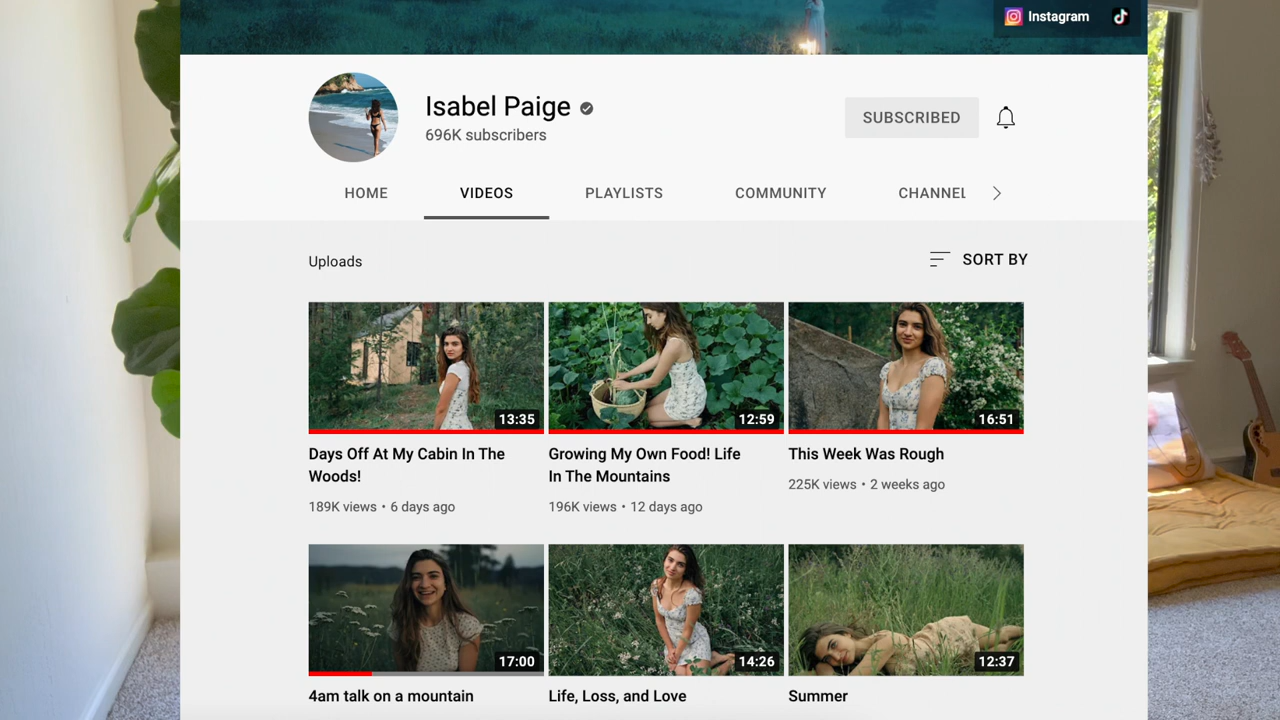 Instagram
Isabel Paige
696K subscribers
SUBSCRIBED
HOME
VIDEOS
PLAYLISTS
COMMUNITY
CHANNEL
Uploads
SORT BY
13:35
12:59
16:51
Days Off At My Cabin In The
Woods!
189K views • 6 days ago
Growing My Own Food! Life
In The Mountains
196K views • 12 days ago
This Week Was Rough
225K views • 2 weeks ago
17:00
14:26
12:37
4am talk on a mountain
Life, Loss, and Love
Summer